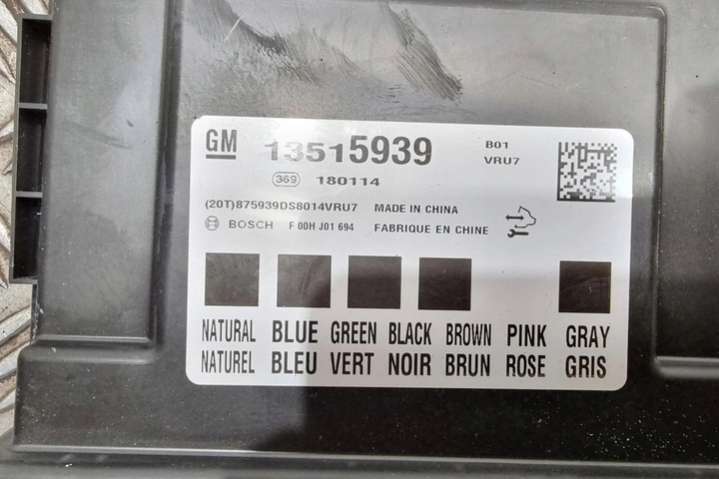 GM 13515939 B01
VRU7
369 180114
(20T)875939DS8014VRU7 MADE IN CHINA
BOSCH F 00H J01 694 FABRIQUE EN CHINE
NATURAL BLUE GREEN BLACK BROWN PINK GRAY
NATUREL BLEU VERT NOIR BRUN ROSE GRIS